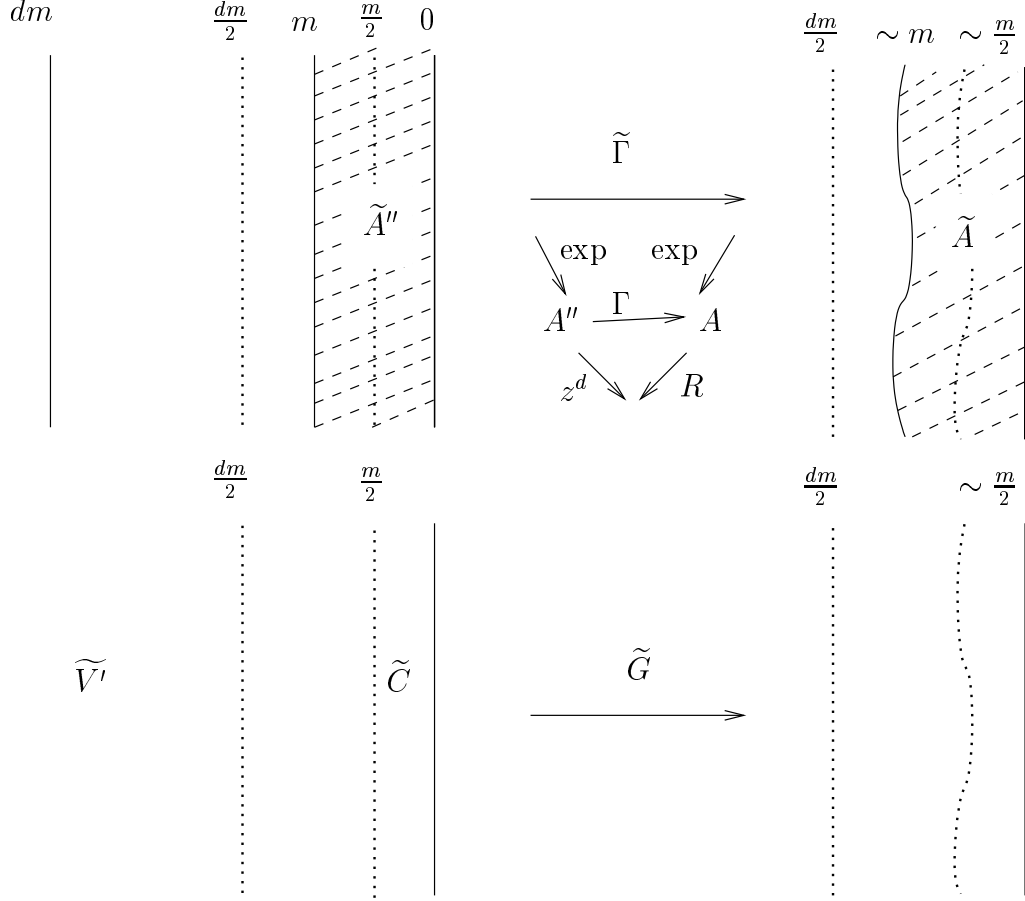 dm
dm/2
m
m/2
0
dm/2
∼ m
∼ m/2
Γ̃
Ã′′
Ã
exp
exp
A′′
Γ
A
z^d
R
dm/2
m/2
dm/2
∼ m/2
Ṽ′
C̃
G̃